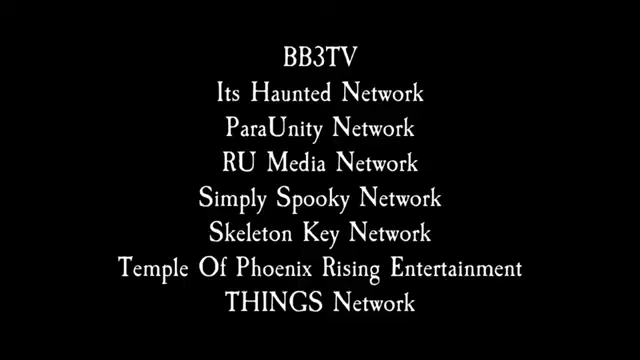 BB3TV
Its Haunted Network
ParaUnity Network
RU Media Network
Simply Spooky Network
Skeleton Key Network
Temple Of Phoenix Rising Entertainment
THINGS Network